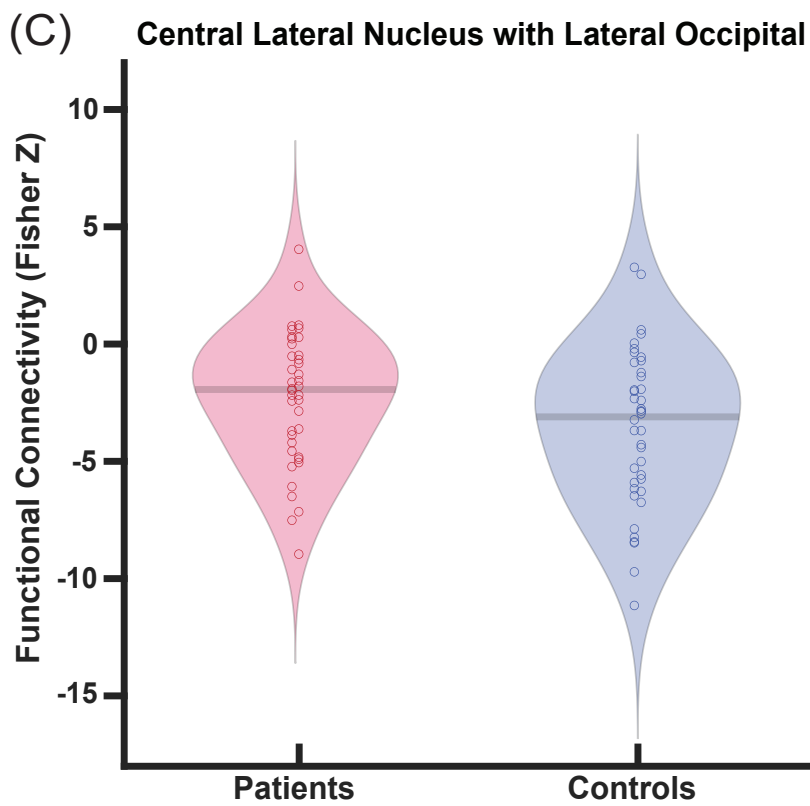 (C)
Central Lateral Nucleus with Lateral Occipital
Functional Connectivity (Fisher Z)
10
5
0
-5
-10
-15
Patients
Controls